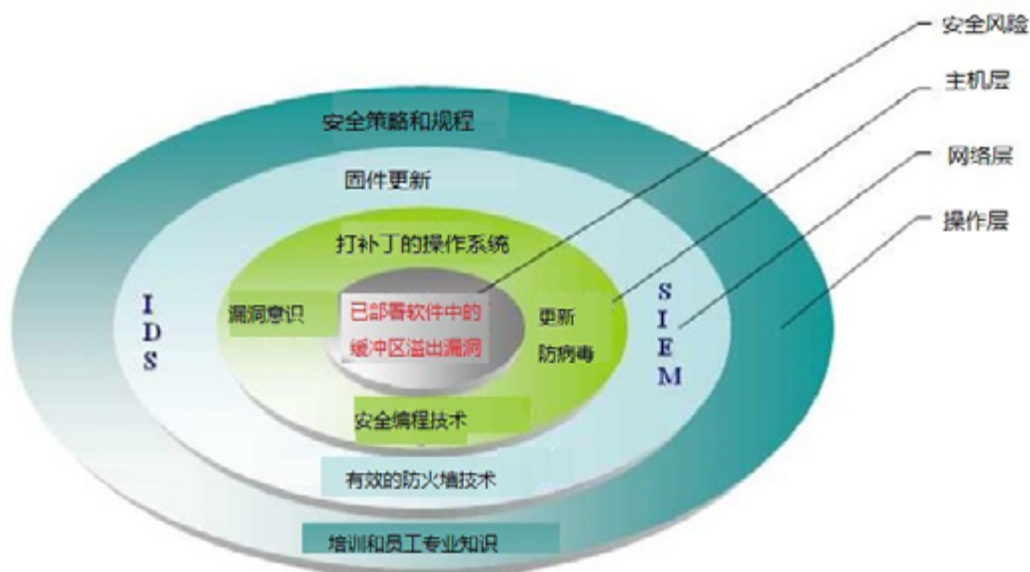 安全风险
主机层
网络层
操作层
安全策略和规程
固件更新
打补丁的操作系统
IDS
漏洞意识
已部署软件中的
缓冲区溢出漏洞
更新
防病毒
SIEM
安全编程技术
有效的防火墙技术
培训和员工专业知识